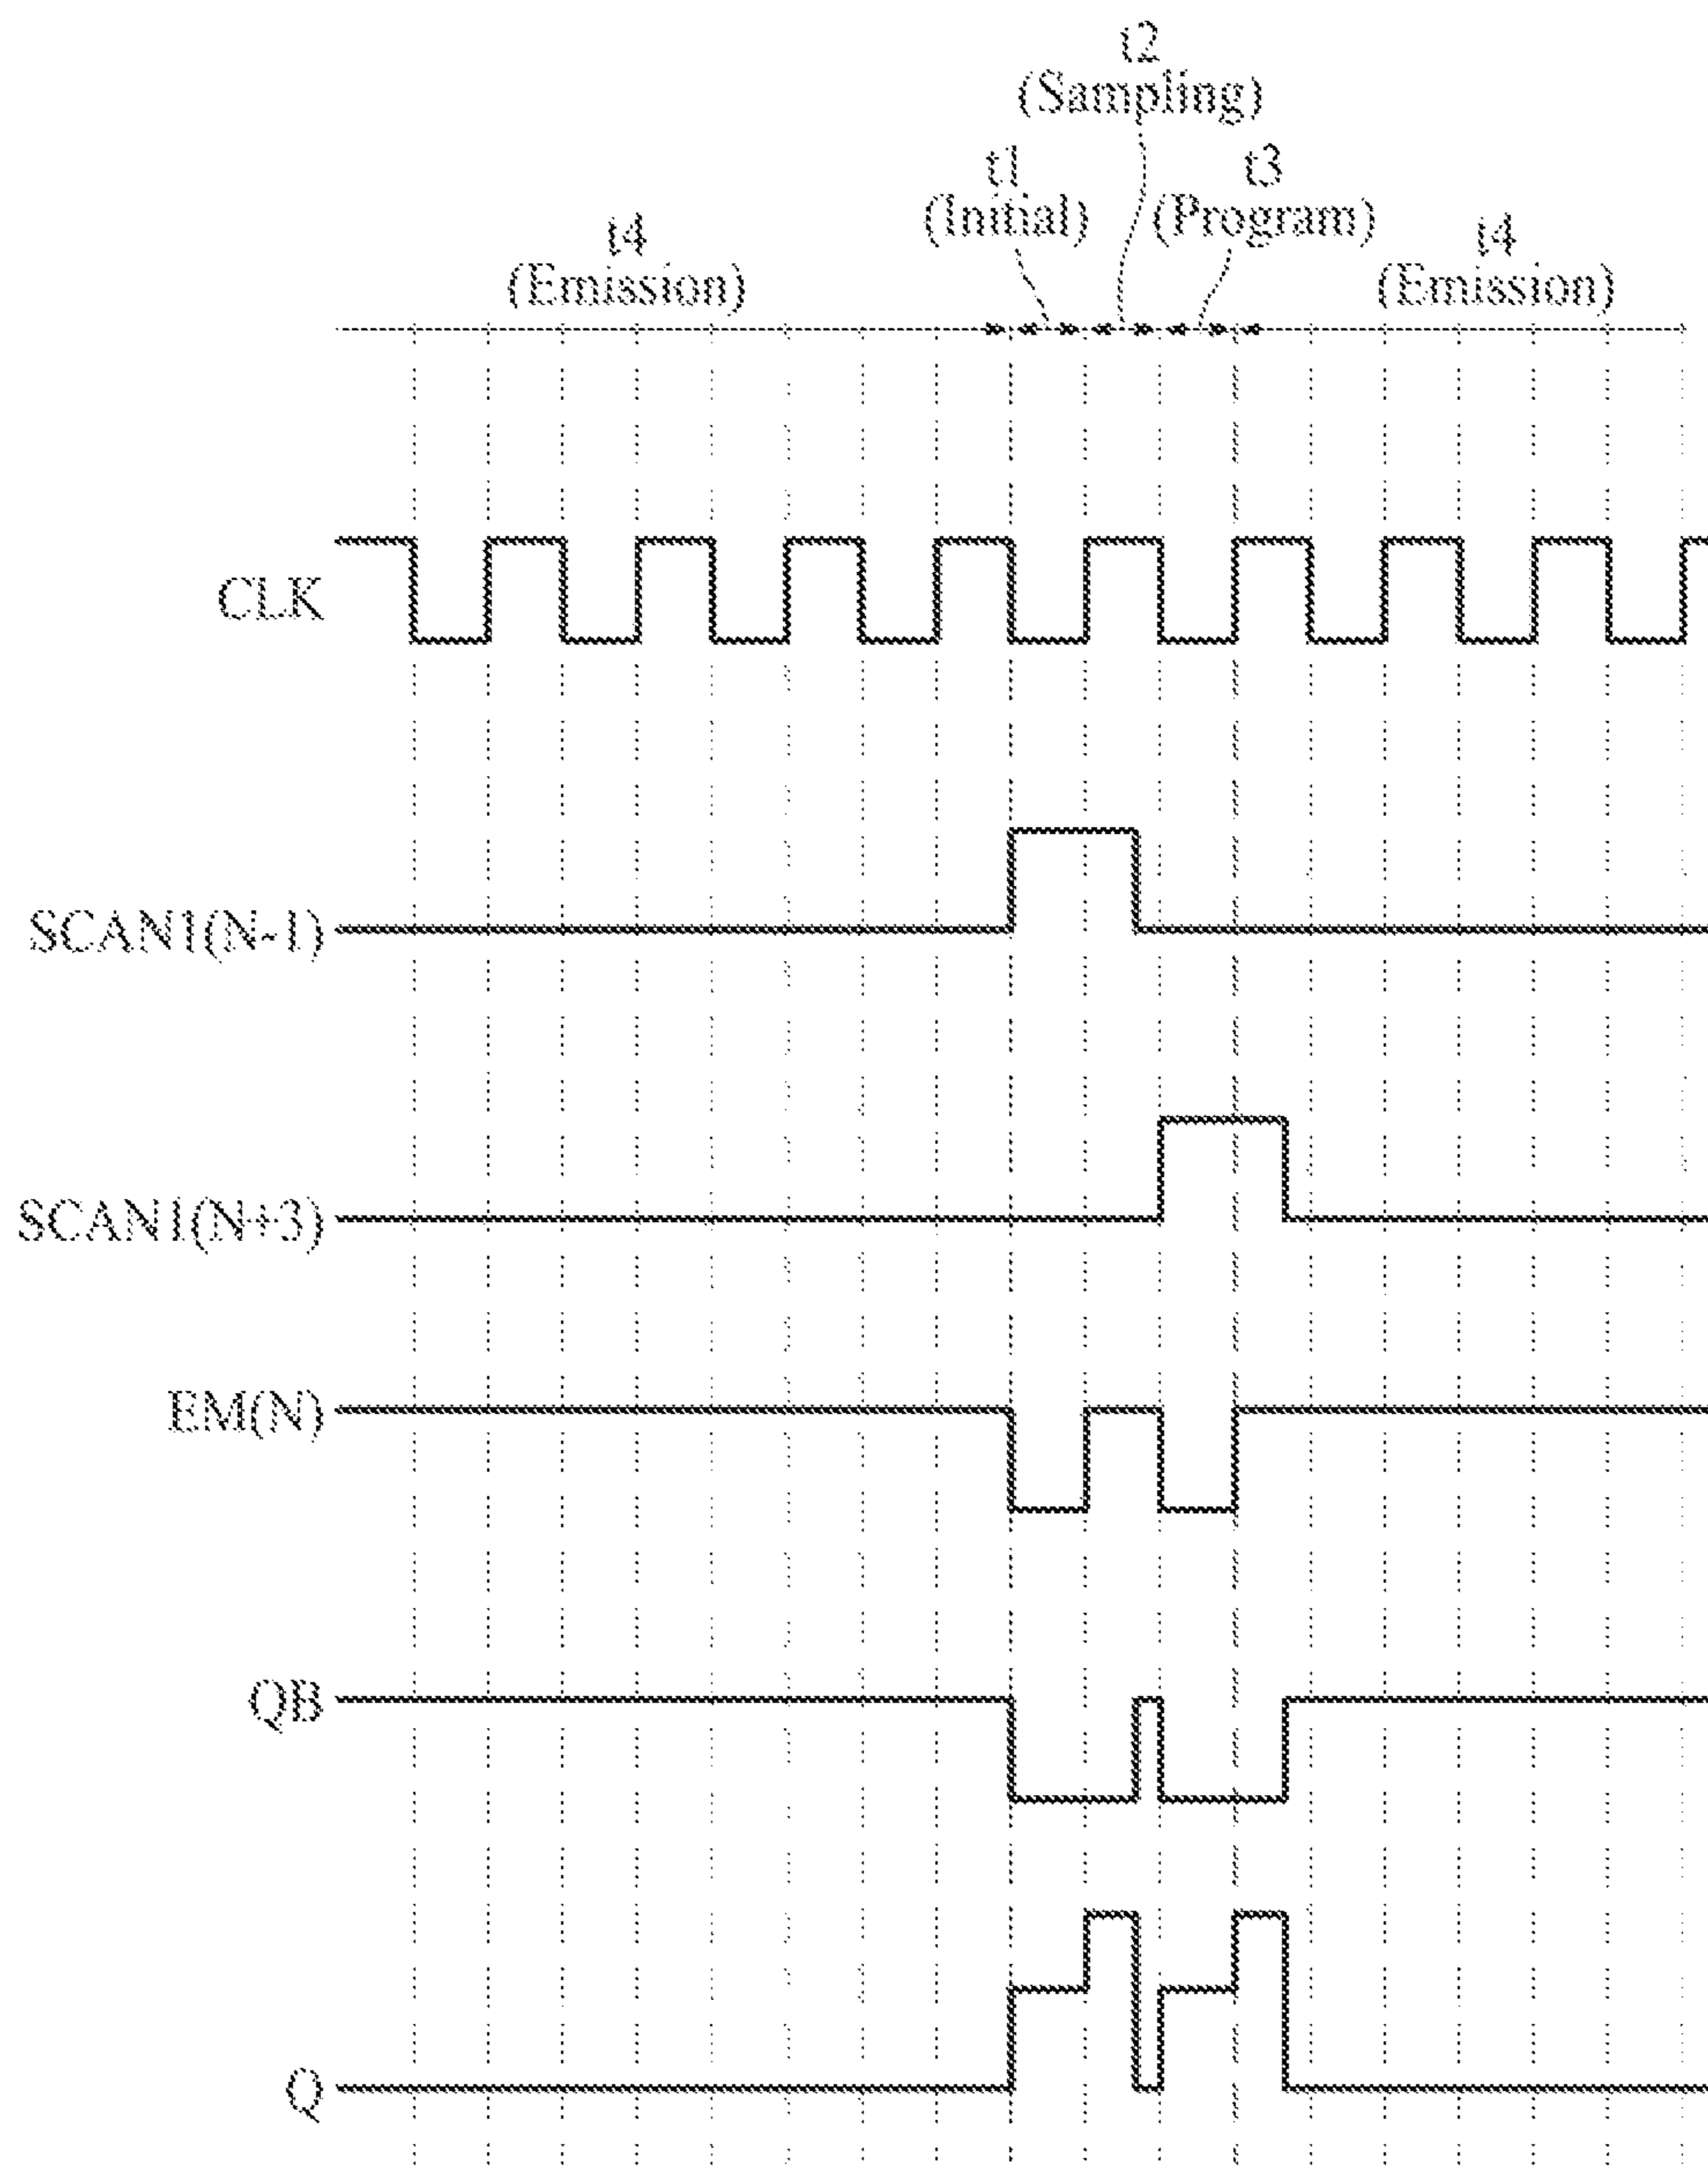 t2
(Sampling)
t1
(Initial)
t3
(Program)
t4
(Emission)
t4
(Emission)
CLK
SCAN1(N-1)
SCAN1(N+3)
EM(N)
QB
Q